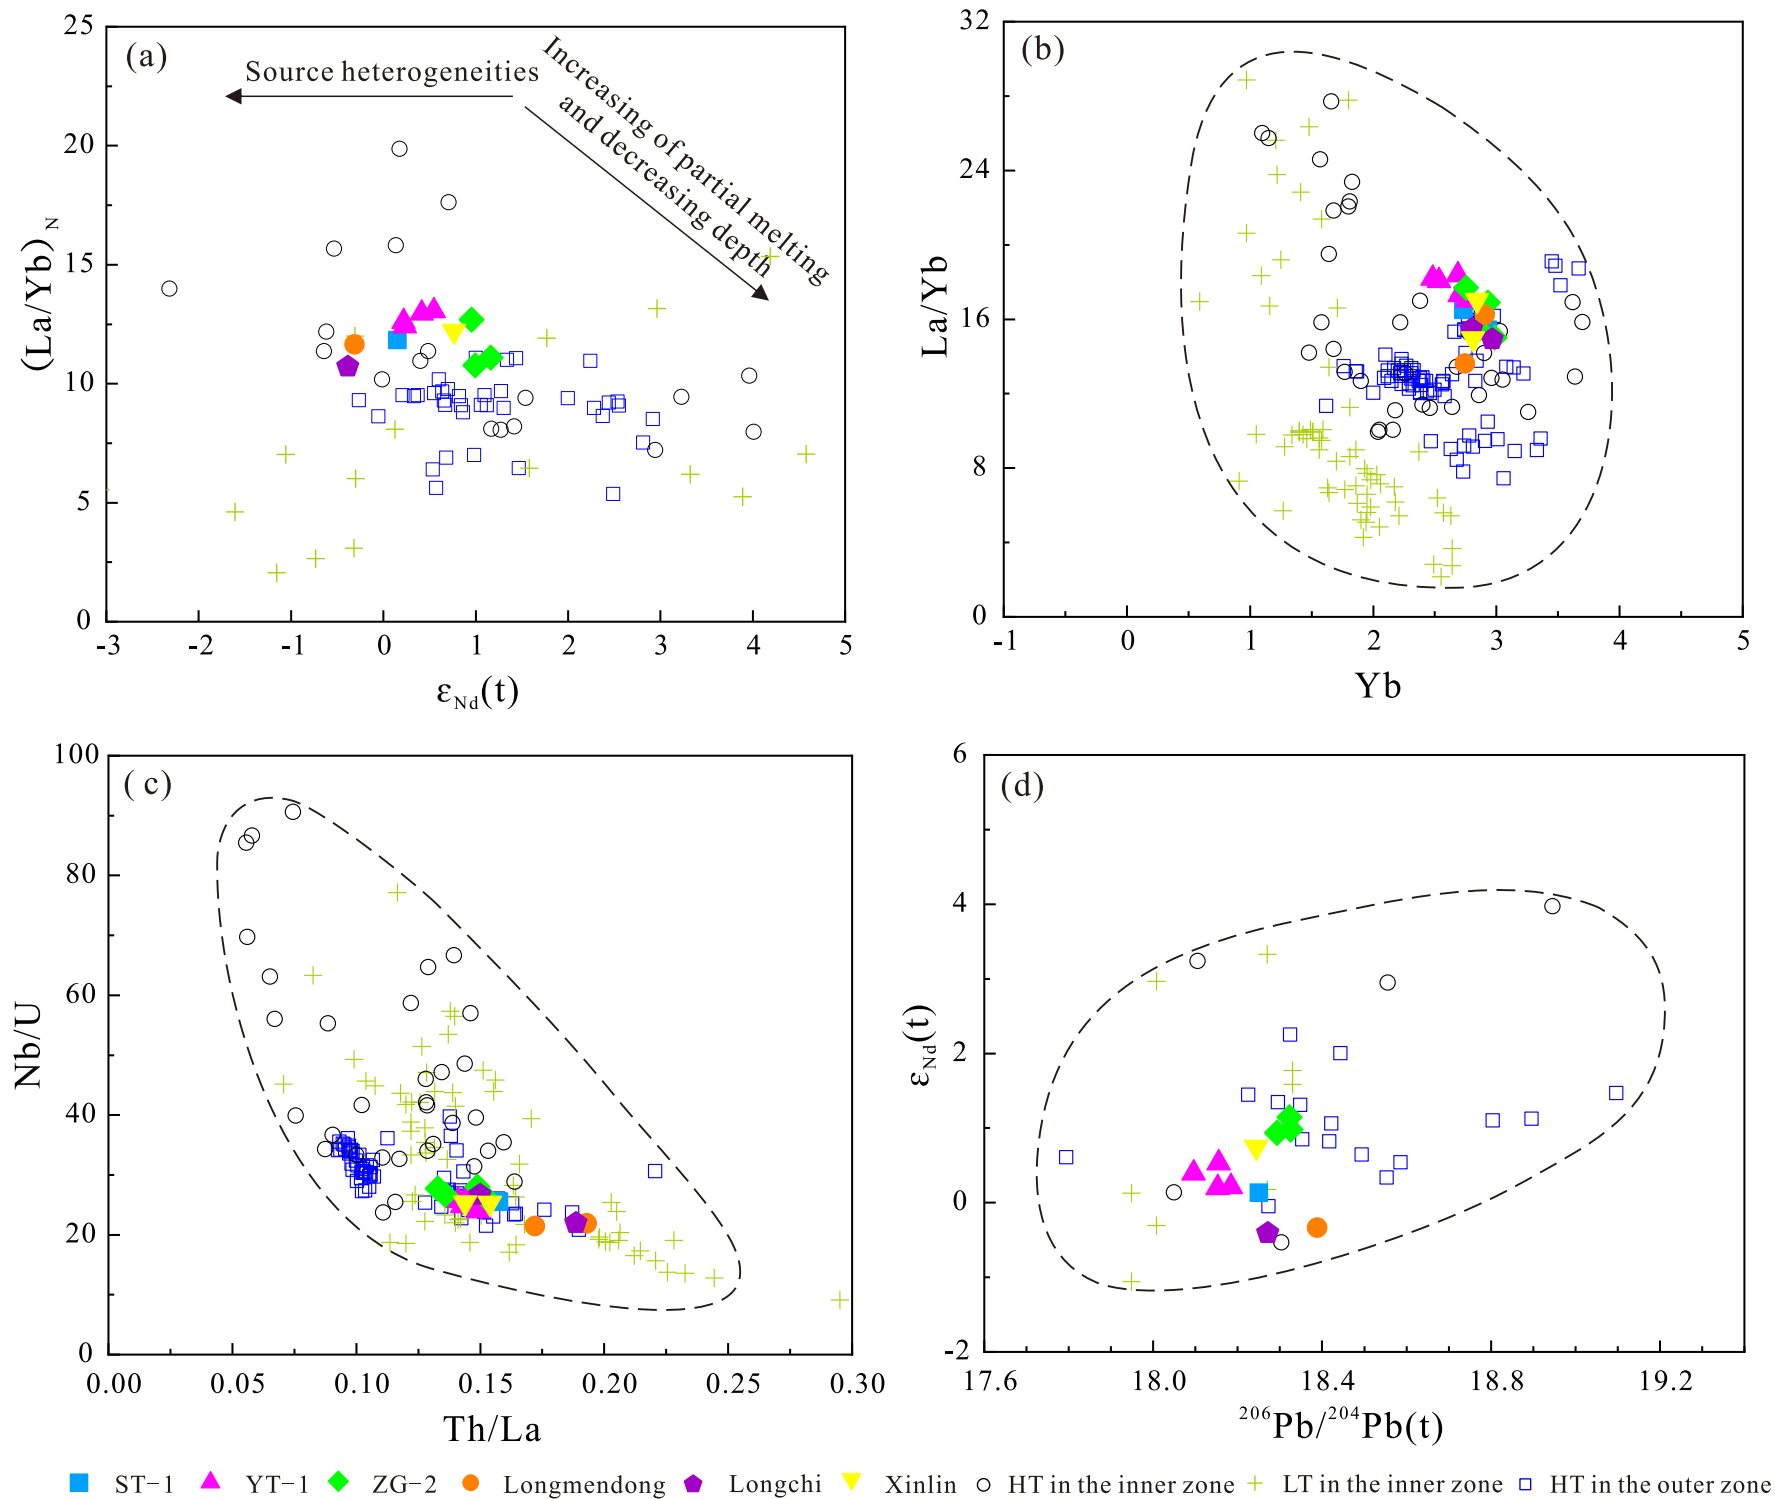 (a)
Source heterogeneities
Increasing of partial melting
and decreasing depth
25
20
15
10
5
0
-3 -2 -1 0 1 2 3 4 5
(La/Yb)N
εNd(t)
(b)
32
24
16
8
0
-1 0 1 2 3 4 5
La/Yb
Yb
(c)
100
80
60
40
20
0
0.00 0.05 0.10 0.15 0.20 0.25 0.30
Nb/U
Th/La
(d)
6
4
2
0
-2
17.6 18.0 18.4 18.8 19.2
εNd(t)
206Pb/204Pb(t)
ST-1 YT-1 ZG-2 Longmendong Longchi Xinlin HT in the inner zone LT in the inner zone HT in the outer zone